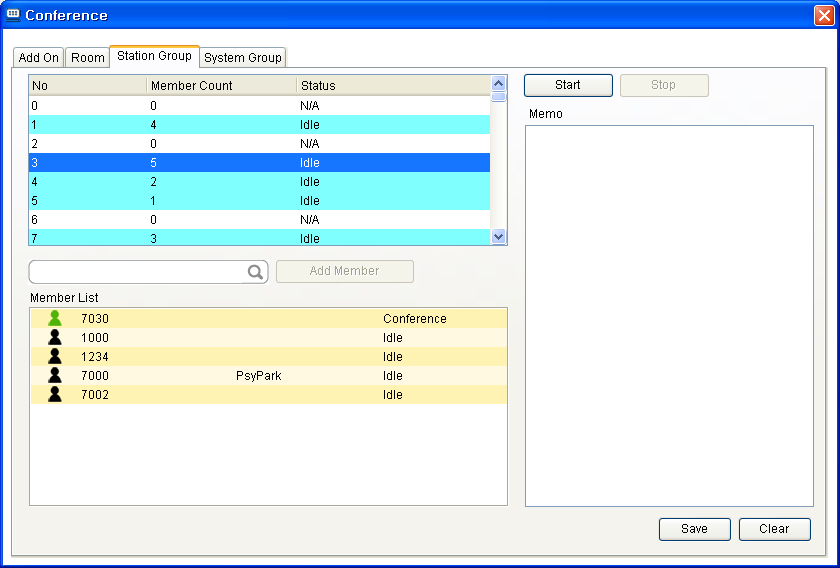 Conference
Add On Room Station Group System Group
No Member Count Status
0 0 N/A
1 4 Idle
2 0 N/A
3 5 Idle
4 2 Idle
5 1 Idle
6 0 N/A
7 3 Idle
Start Stop
Memo
Add Member
Member List
7030 Conference
1000 Idle
1234 Idle
7000 PsyPark Idle
7002 Idle
Save Clear